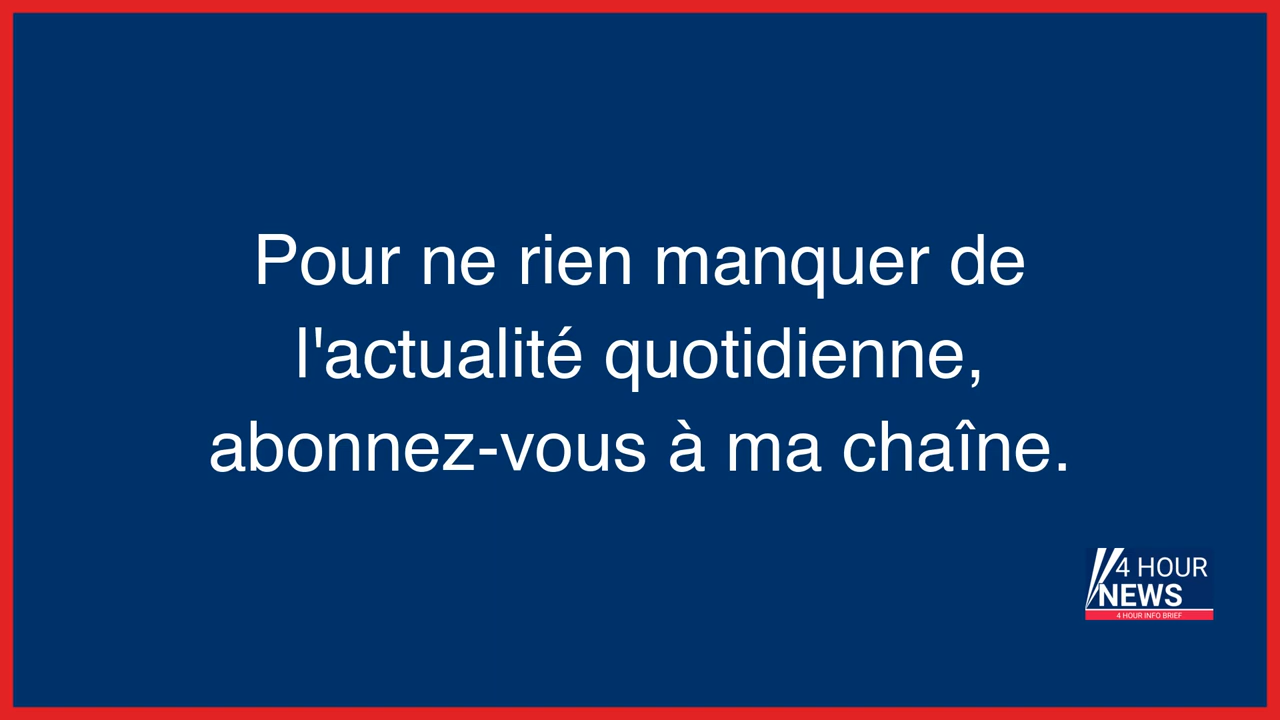 Pour ne rien manquer de
l'actualité quotidienne,
abonnez-vous à ma chaîne.
4 HOUR
NEWS
4 HOUR INFO BRIEF